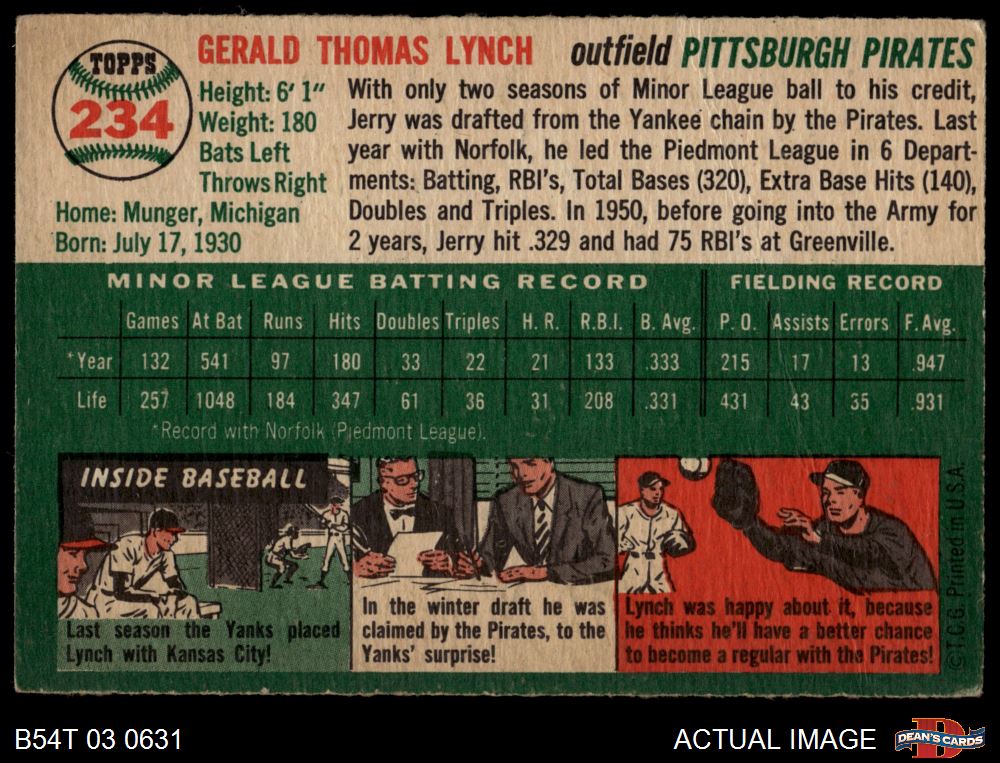 TOPPS
234
GERALD THOMAS LYNCH outfield PITTSBURGH PIRATES
Height: 6' 1"
Weight: 180
Bats Left
Throws Right
Home: Munger, Michigan
Born: July 17, 1930
With only two seasons of Minor League ball to his credit,
Jerry was drafted from the Yankee chain by the Pirates. Last
year with Norfolk, he led the Piedmont League in 6 Depart-
ments: Batting, RBI's, Total Bases (320), Extra Base Hits (140),
Doubles and Triples. In 1950, before going into the Army for
2 years, Jerry hit .329 and had 75 RBI's at Greenville.
MINOR LEAGUE BATTING RECORD FIELDING RECORD
Games At Bat Runs Hits Doubles Triples H. R. R.B.I. B. Avg. P. O. Assists Errors F. Avg.
*Year 132 541 97 180 33 22 21 133 .333 215 17 13 .947
Life 257 1048 184 347 61 36 31 208 .331 431 43 35 .931
*Record with Norfolk (Piedmont League).
INSIDE BASEBALL
Last season the Yanks placed
Lynch with Kansas City!
In the winter draft he was
claimed by the Pirates, to the
Yanks' surprise!
Lynch was happy about it, because
he thinks he'll have a better chance
to become a regular with the Pirates!
© T.C.G. Printed in U.S.A.
B54T 03 0631
ACTUAL IMAGE
DEAN'S CARDS